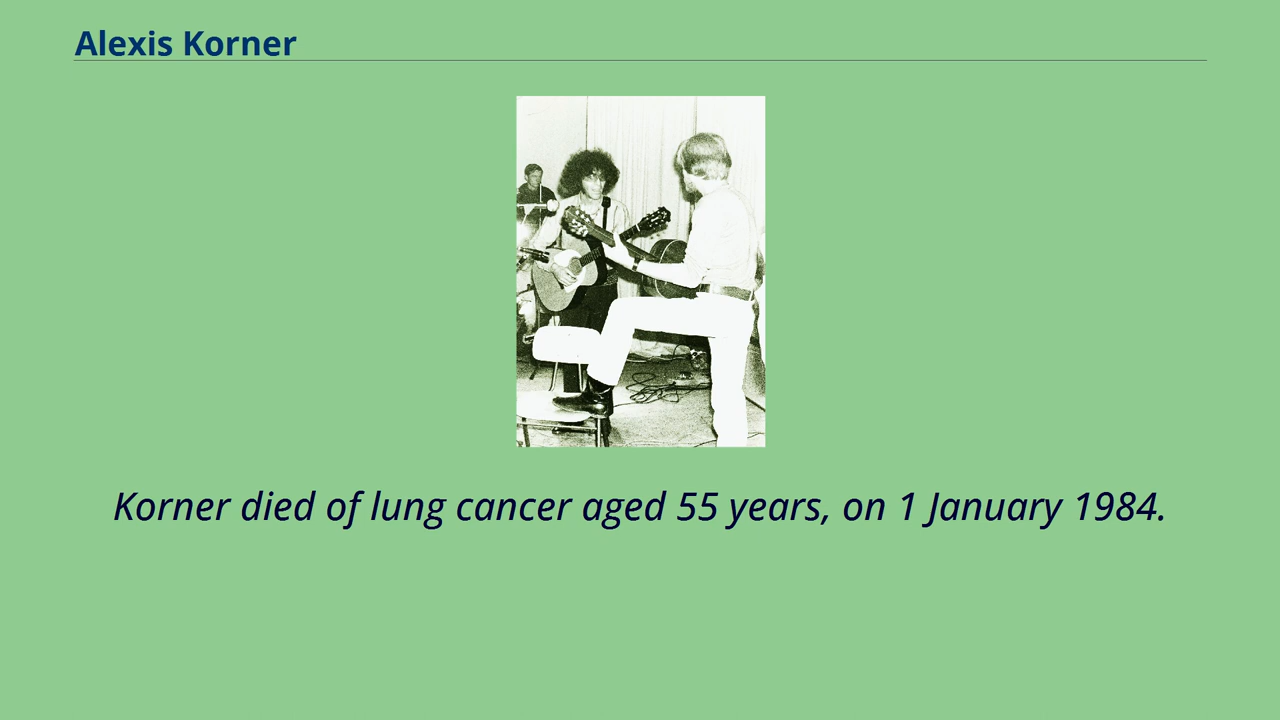 Alexis Korner
Korner died of lung cancer aged 55 years, on 1 January 1984.